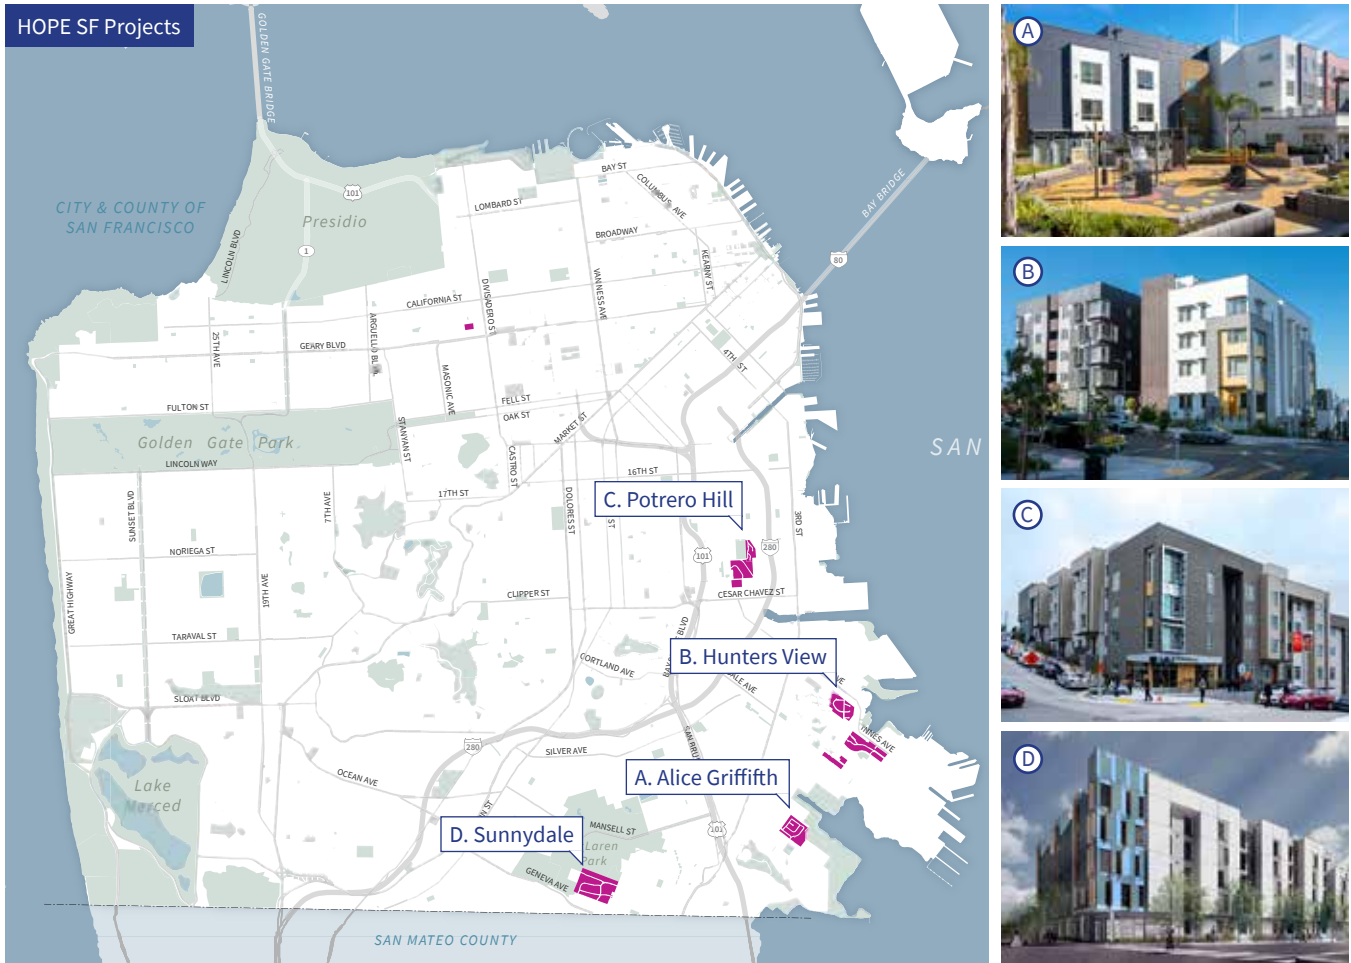 HOPE SF Projects
GOLDEN GATE BRIDGE
CITY & COUNTY OF
SAN FRANCISCO
Presidio
101
1
LINCOLN BLVD
LOMBARD ST
BAY ST
COLUMBUS AVE
BROADWAY
KEARNY ST
VAN NESS AVE
DIVISADERO ST
CALIFORNIA ST
ARGUELLO BLVD
25TH AVE
GEARY BLVD
MASONIC AVE
BAY BRIDGE
80
4TH ST
FULTON ST
FELL ST
OAK ST
MARKET ST
STANYAN ST
Golden Gate Park
LINCOLN WAY
CASTRO ST
16TH ST
17TH ST
SAN
SUNSET BLVD
7TH AVE
DOLORES ST
ST
C. Potrero Hill
3RD ST
101
280
NORIEGA ST
GREAT HIGHWAY
19TH AVE
CLIPPER ST
CESAR CHAVEZ ST
TARAVAL ST
BLVD
CORTLAND AVE
B. Hunters View
AVE
SLOAT BLVD
INNES AVE
280
SILVER AVE
OCEAN AVE
A. Alice Griffifth
Lake
Merced
D. Sunnydale
MANSELL ST
101
Laren
Park
GENEVA AVE
SAN MATEO COUNTY
A
B
C
D